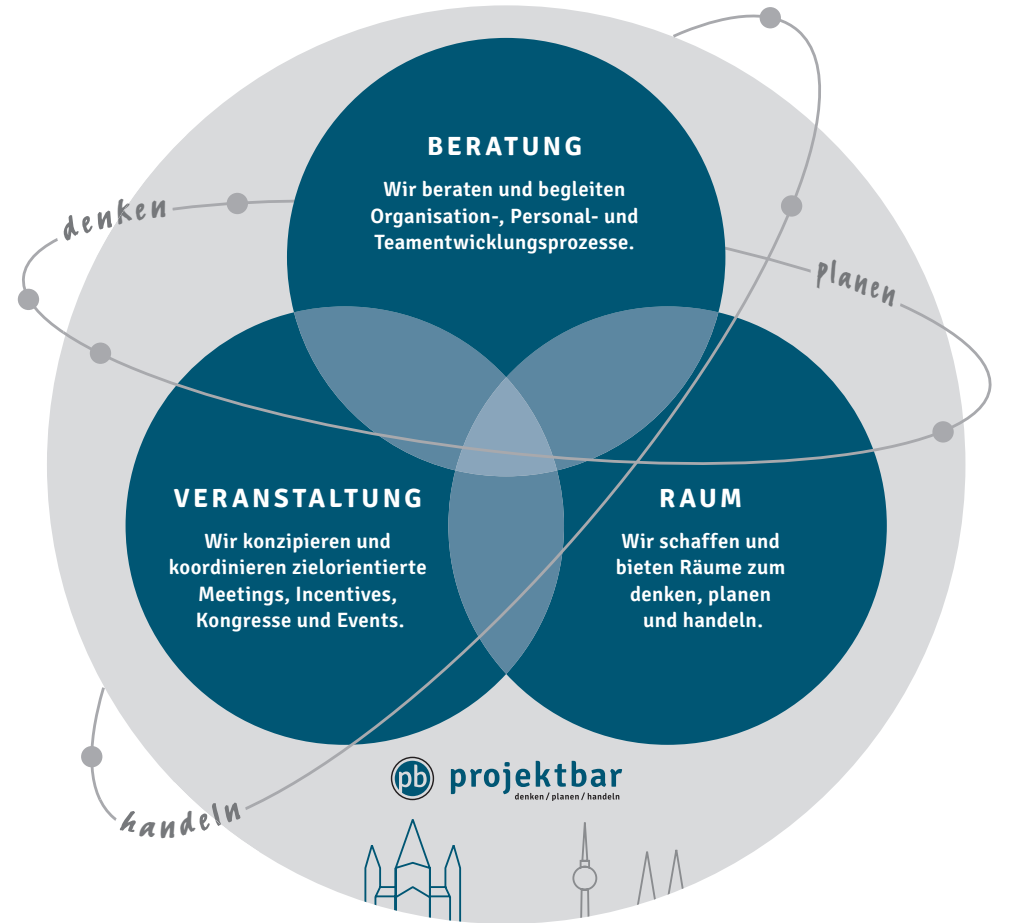 BERATUNG
Wir beraten und begleiten
Organisation-, Personal- und
Teamentwicklungsprozesse.
denken
planen
VERANSTALTUNG
Wir konzipieren und
koordinieren zielorientierte
Meetings, Incentives,
Kongresse und Events.
RAUM
Wir schaffen und
bieten Räume zum
denken, planen
und handeln.
handeln
pb projektbar
denken / planen / handeln